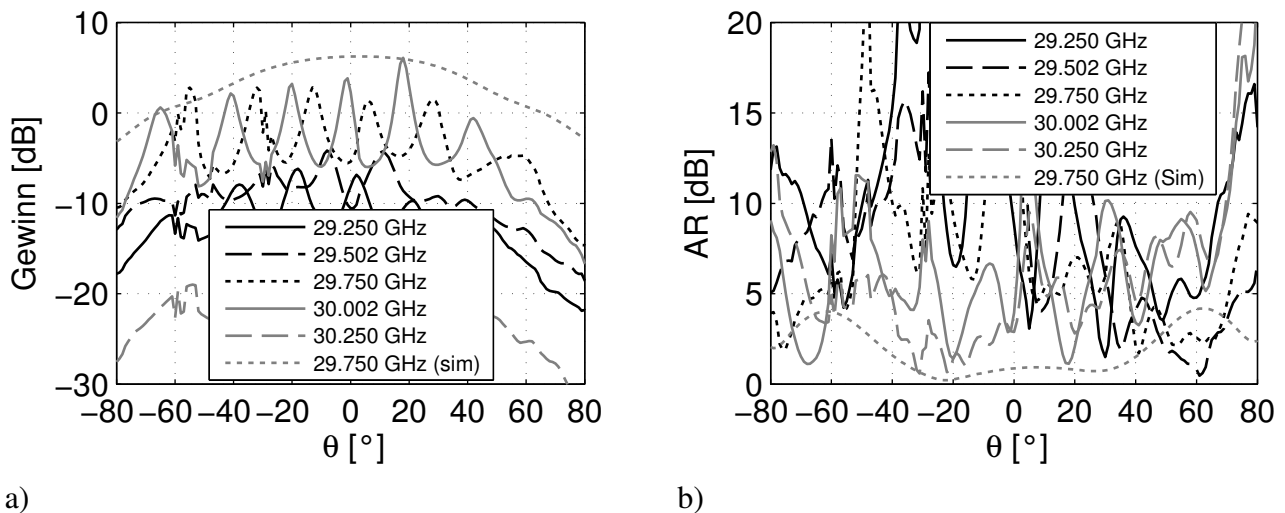 10
0
−10
−20
−30
Gewinn [dB]
−80 −60 −40 −20 0 20 40 60 80
θ [°]
29.250 GHz
29.502 GHz
29.750 GHz
30.002 GHz
30.250 GHz
29.750 GHz (sim)
a)
20
15
10
5
0
AR [dB]
−80 −60 −40 −20 0 20 40 60 80
θ [°]
29.250 GHz
29.502 GHz
29.750 GHz
30.002 GHz
30.250 GHz
29.750 GHz (Sim)
b)